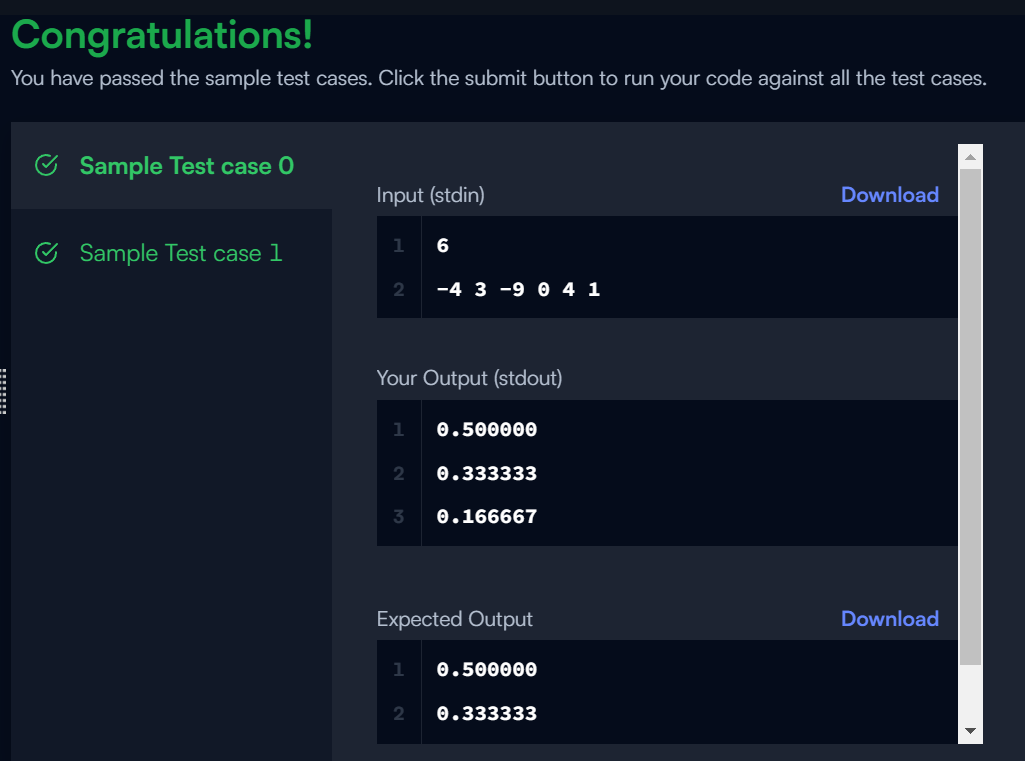 Congratulations!
You have passed the sample test cases. Click the submit button to run your code against all the test cases.
Sample Test case 0
Sample Test case 1
Input (stdin)
Download
1 6
2 -4 3 -9 0 4 1
Your Output (stdout)
1 0.500000
2 0.333333
3 0.166667
Expected Output
Download
1 0.500000
2 0.333333